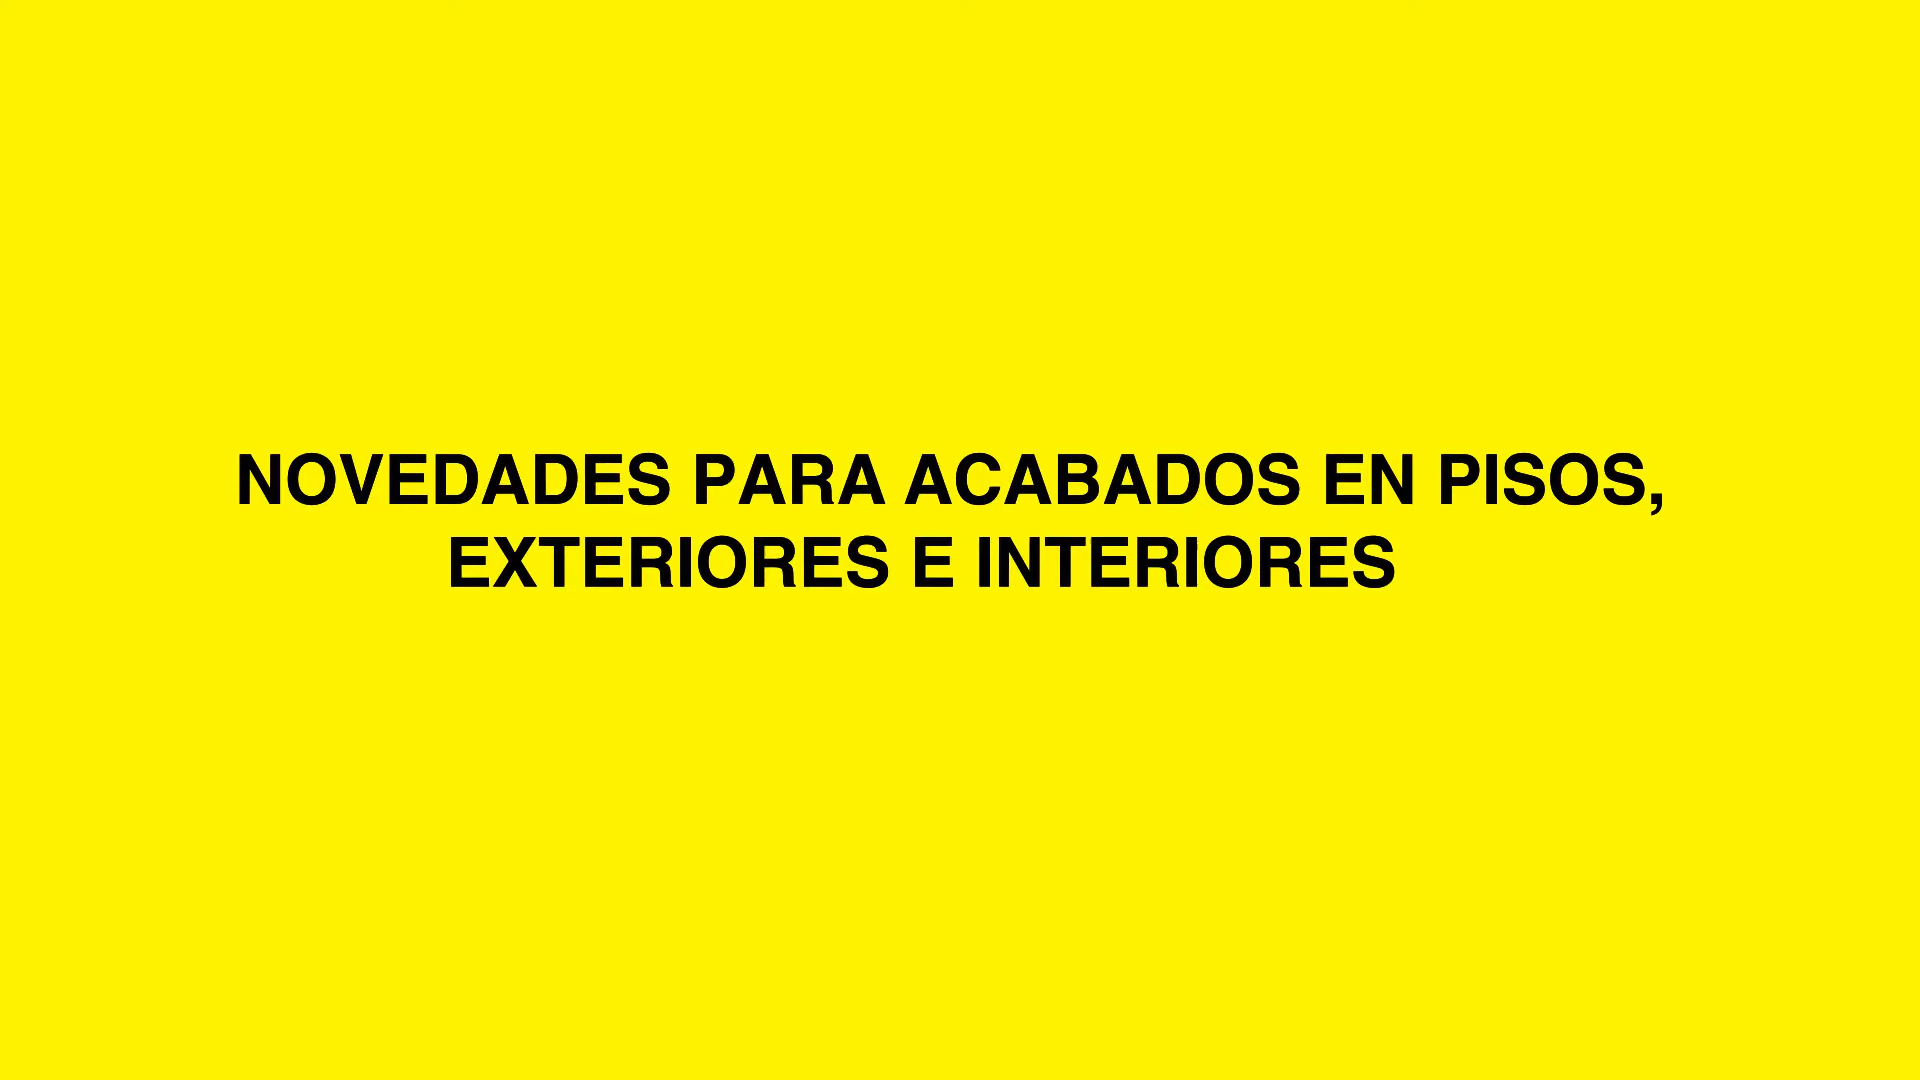 NOVEDADES PARA ACABADOS EN PISOS,
EXTERIORES E INTERIORES